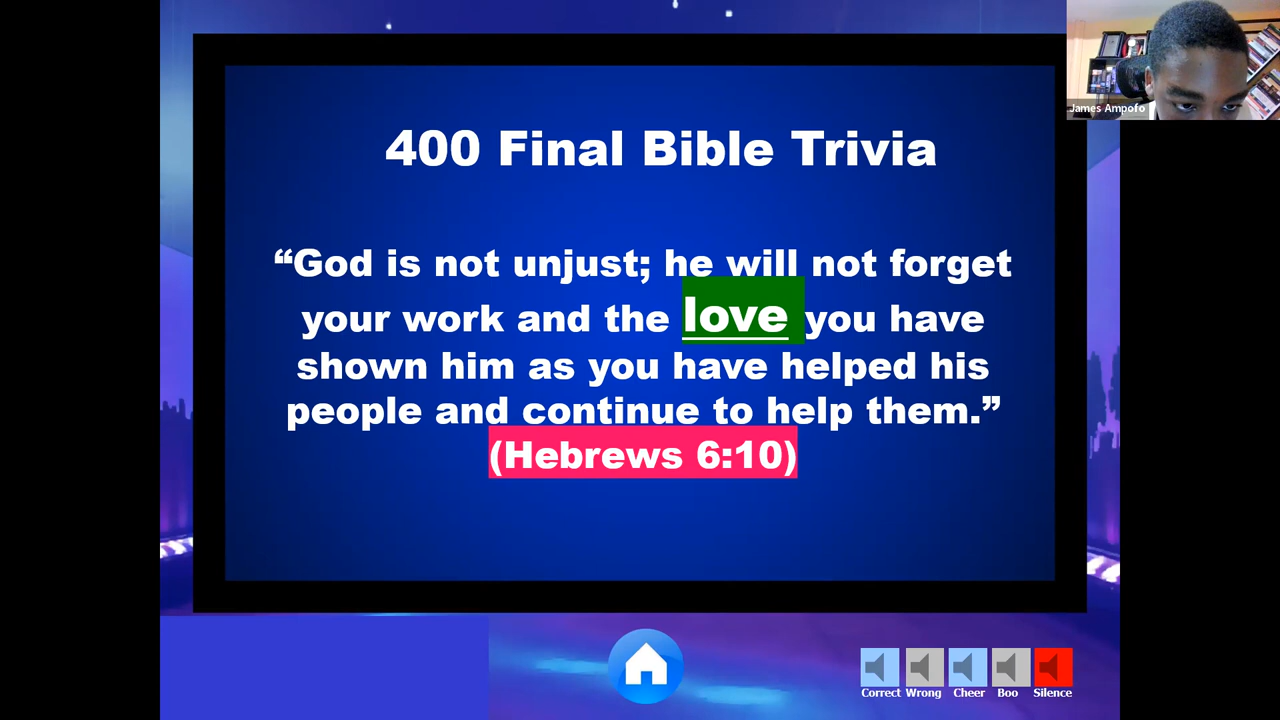 James Ampofo
400 Final Bible Trivia
“God is not unjust; he will not forget
your work and the love you have
shown him as you have helped his
people and continue to help them.”
(Hebrews 6:10)
Correct Wrong Cheer Boo Silence